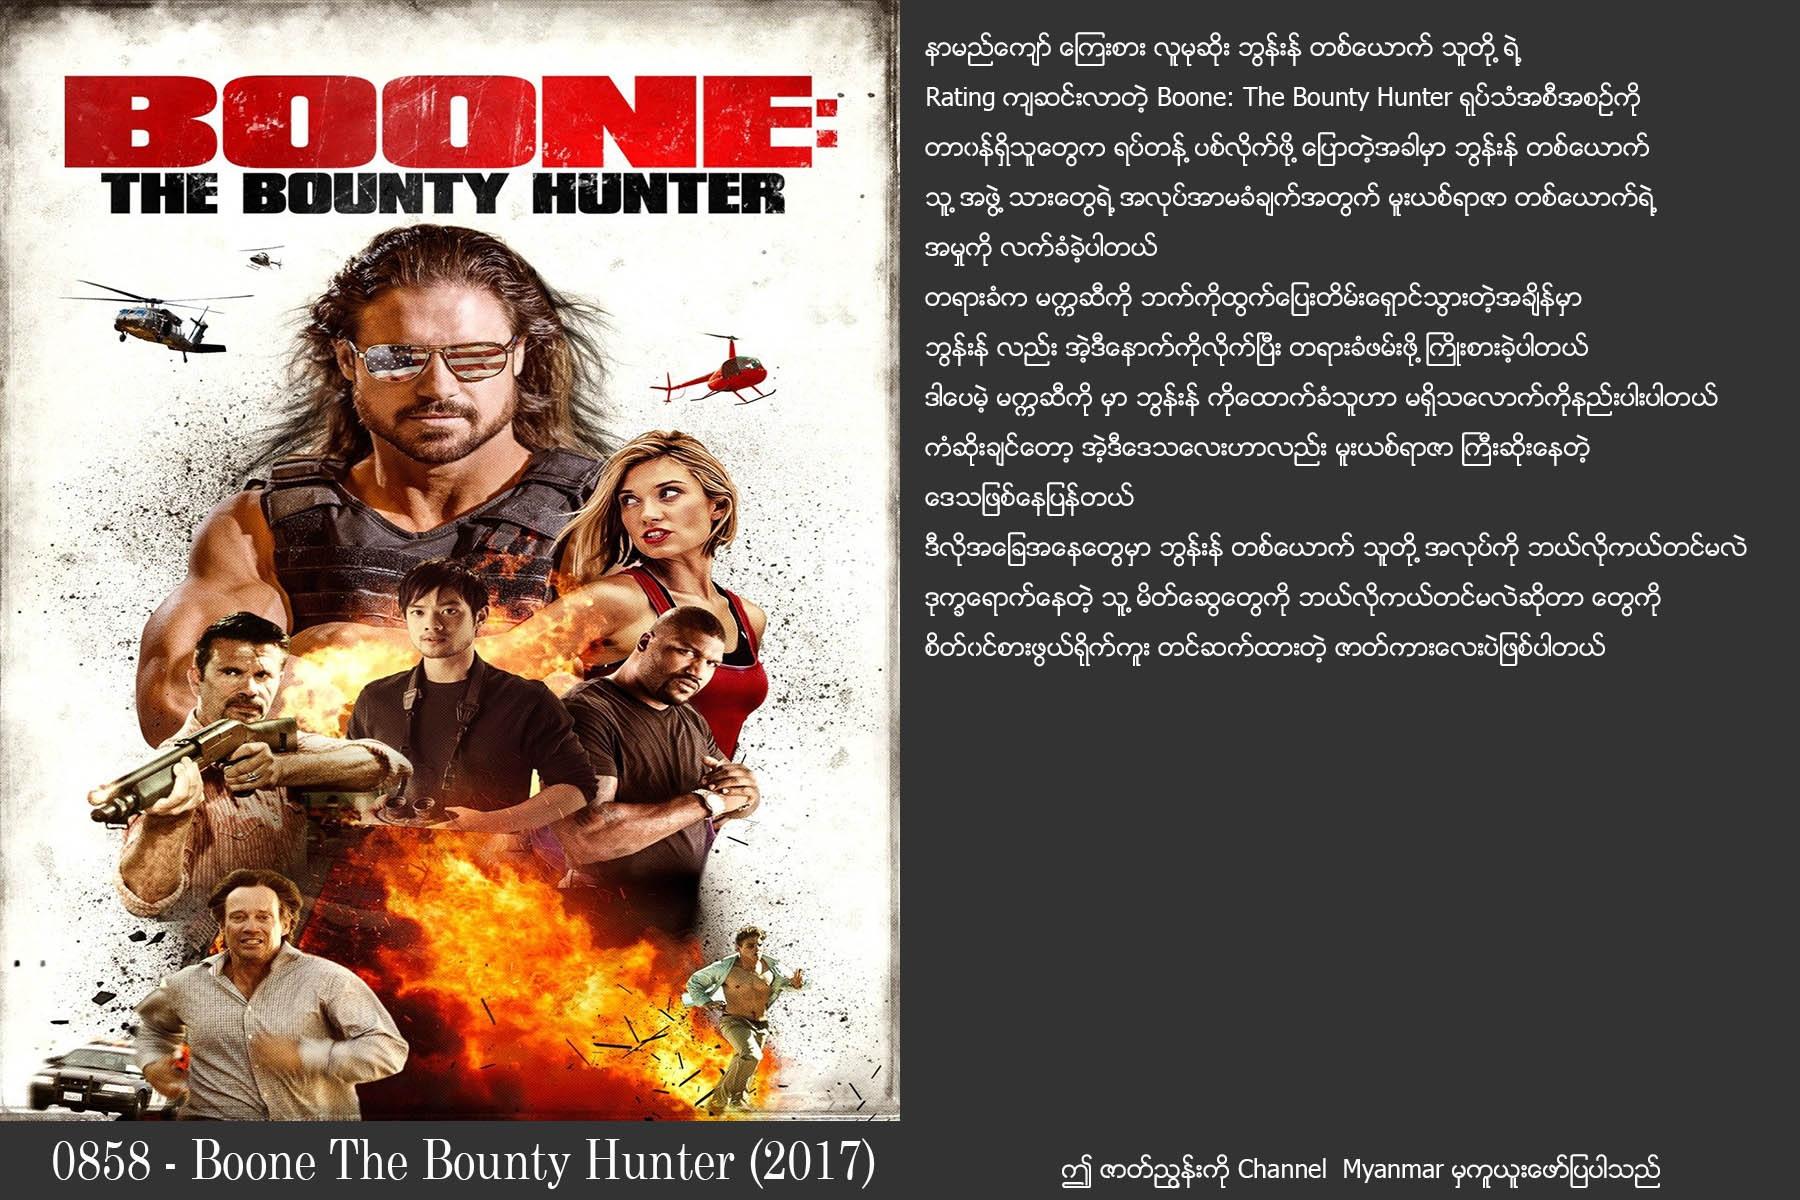 BOONE:
THE BOUNTY HUNTER
0858 - Boone The Bounty Hunter (2017)
နာမည်ကျော် ကြေးစား လူမုဆိုး ဘွန်းန် တစ်ယောက် သူတို့ ရဲ့
Rating ကျဆင်းလာတဲ့ Boone: The Bounty Hunter ရုပ်သံအစီအစဉ်ကို
တာဝန်ရှိသူတွေက ရပ်တန့် ပစ်လိုက်ဖို့ ပြောတဲ့အခါမှာ ဘွန်းန် တစ်ယောက်
သူ့ အဖွဲ့ သားတွေရဲ့ အလုပ်အာမခံချက်အတွက် မူးယစ်ရာဇာ တစ်ယောက်ရဲ့
အမှုကို လက်ခံခဲ့ပါတယ်
တရားခံက မက္ကဆီကို ဘက်ကိုထွက်ပြေးတိမ်းရှောင်သွားတဲ့အချိန်မှာ
ဘွန်းန် လည်း အဲ့ဒီနောက်ကိုလိုက်ပြီး တရားခံဖမ်းဖို့ ကြိုးစားခဲ့ပါတယ်
ဒါပေမဲ့ မက္ကဆီကို မှာ ဘွန်းန် ကိုထောက်ခံသူဟာ မရှိသလောက်ကိုနည်းပါးပါတယ်
ကံဆိုးချင်တော့ အဲ့ဒီဒေသလေးဟာလည်း မူးယစ်ရာဇာ ကြီးဆိုးနေတဲ့
ဒေသဖြစ်နေပြန်တယ်
ဒီလိုအခြေအနေတွေမှာ ဘွန်းန် တစ်ယောက် သူတို့ အလုပ်ကို ဘယ်လိုကယ်တင်မလဲ
ဒုက္ခရောက်နေတဲ့ သူ့ မိတ်ဆွေတွေကို ဘယ်လိုကယ်တင်မလဲဆိုတာ တွေကို
စိတ်ဝင်စားဖွယ်ရိုက်ကူး တင်ဆက်ထားတဲ့ ဇာတ်ကားလေးပဲဖြစ်ပါတယ်
ဤ ဇာတ်ညွှန်းကို Channel Myanmar မှကူယူးဖော်ပြပါသည်